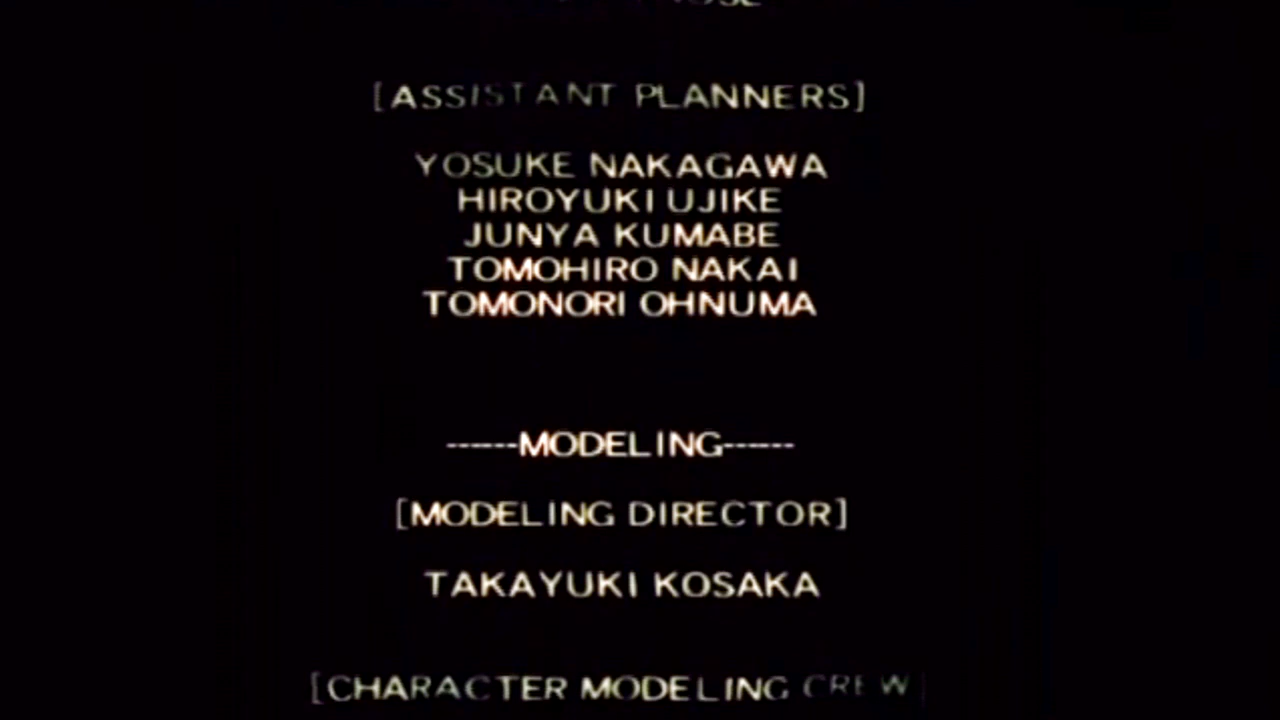 [ASSISTANT PLANNERS]
YOSUKE NAKAGAWA
HIROYUKI UJIKE
JUNYA KUMABE
TOMOHIRO NAKAI
TOMONORI OHNUMA
------MODELING------
[MODELING DIRECTOR]
TAKAYUKI KOSAKA
[CHARACTER MODELING CREW]